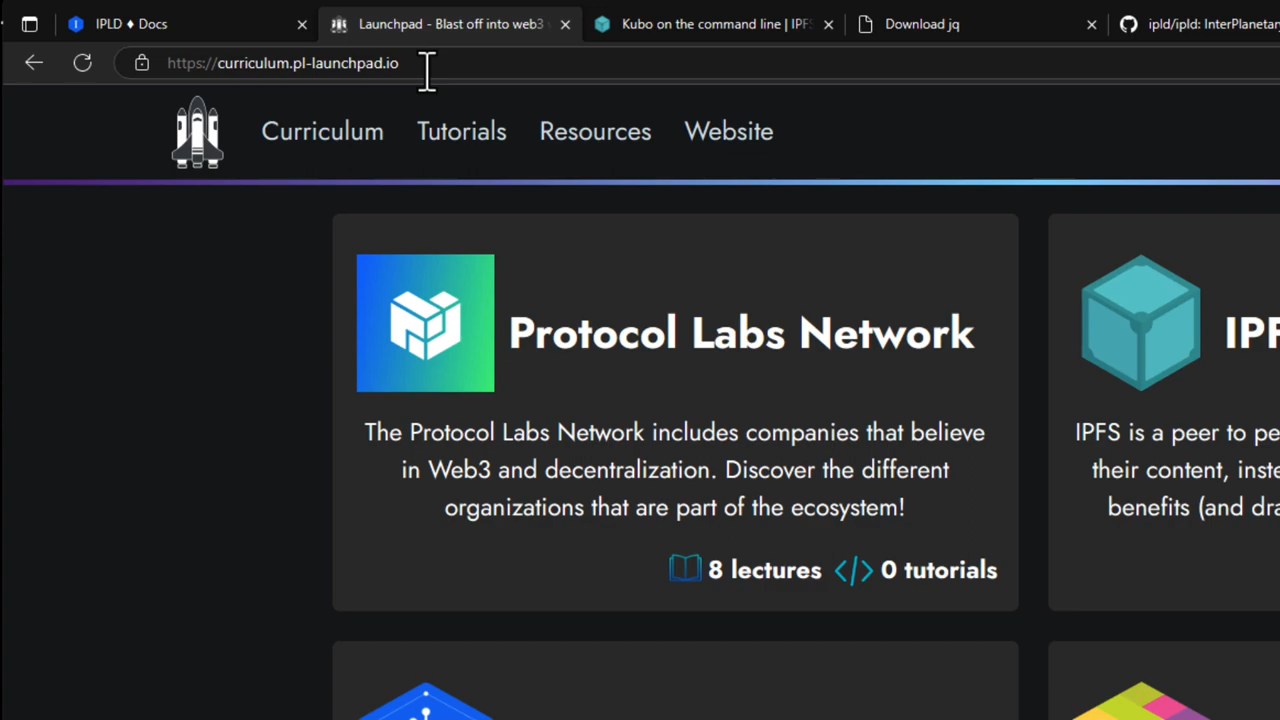 IPLD ♦ Docs
Launchpad - Blast off into web3
Kubo on the command line | IPFS
Download jq
ipld/ipld: InterPlanetary
https://curriculum.pl-launchpad.io
Curriculum Tutorials Resources Website
Protocol Labs Network
The Protocol Labs Network includes companies that believe
in Web3 and decentralization. Discover the different
organizations that are part of the ecosystem!
8 lectures </> 0 tutorials
IPF
IPFS is a peer to pe
their content, inste
benefits (and dra